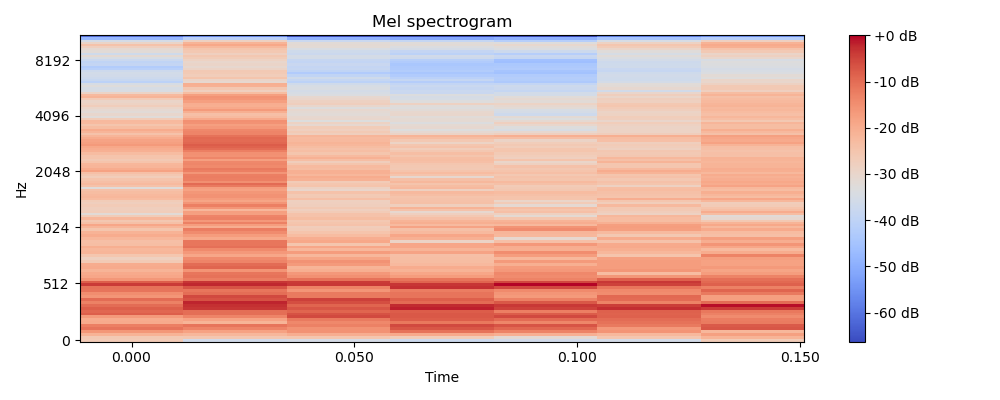 Mel spectrogram
Hz
8192
4096
2048
1024
512
0
0.000
0.050
0.100
0.150
Time
+0 dB
-10 dB
-20 dB
-30 dB
-40 dB
-50 dB
-60 dB